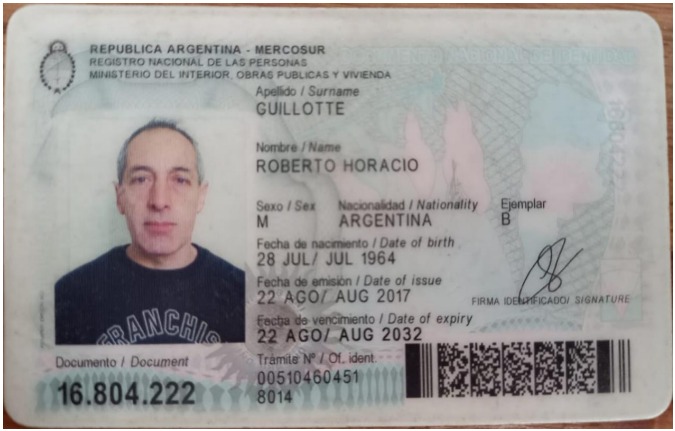 REPUBLICA ARGENTINA - MERCOSUR
REGISTRO NACIONAL DE LAS PERSONAS
MINISTERIO DEL INTERIOR, OBRAS PUBLICAS Y VIVIENDA
Apellido / Surname
GUILLOTTE
Nombre / Name
ROBERTO HORACIO
Sexo / Sex Nacionalidad / Nationality Ejemplar
M ARGENTINA B
Fecha de nacimiento / Date of birth
28 JUL/ JUL 1964
Fecha de emisión / Date of issue
22 AGO/ AUG 2017
FIRMA IDENTIFICADO/ SIGNATURE
Fecha de vencimiento / Date of expiry
22 AGO/ AUG 2032
FRANCHIS
Documento / Document
16.804.222
Trámite Nº / Of. ident.
00510460451
8014